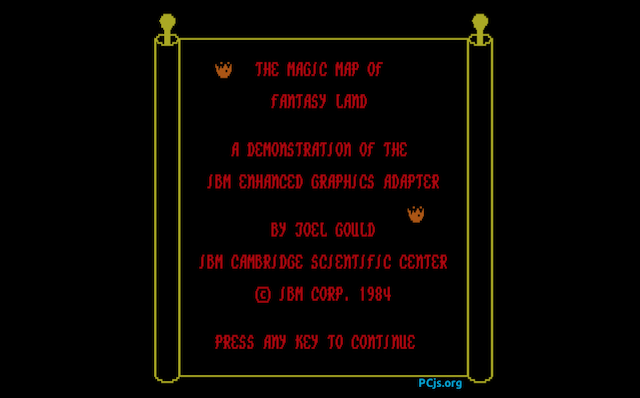 THE MAGIC MAP OF
FANTASY LAND
A DEMONSTRATION OF THE
IBM ENHANCED GRAPHICS ADAPTER
BY JOEL GOULD
IBM CAMBRIDGE SCIENTIFIC CENTER
© IBM CORP. 1984
PRESS ANY KEY TO CONTINUE
PCjs.org